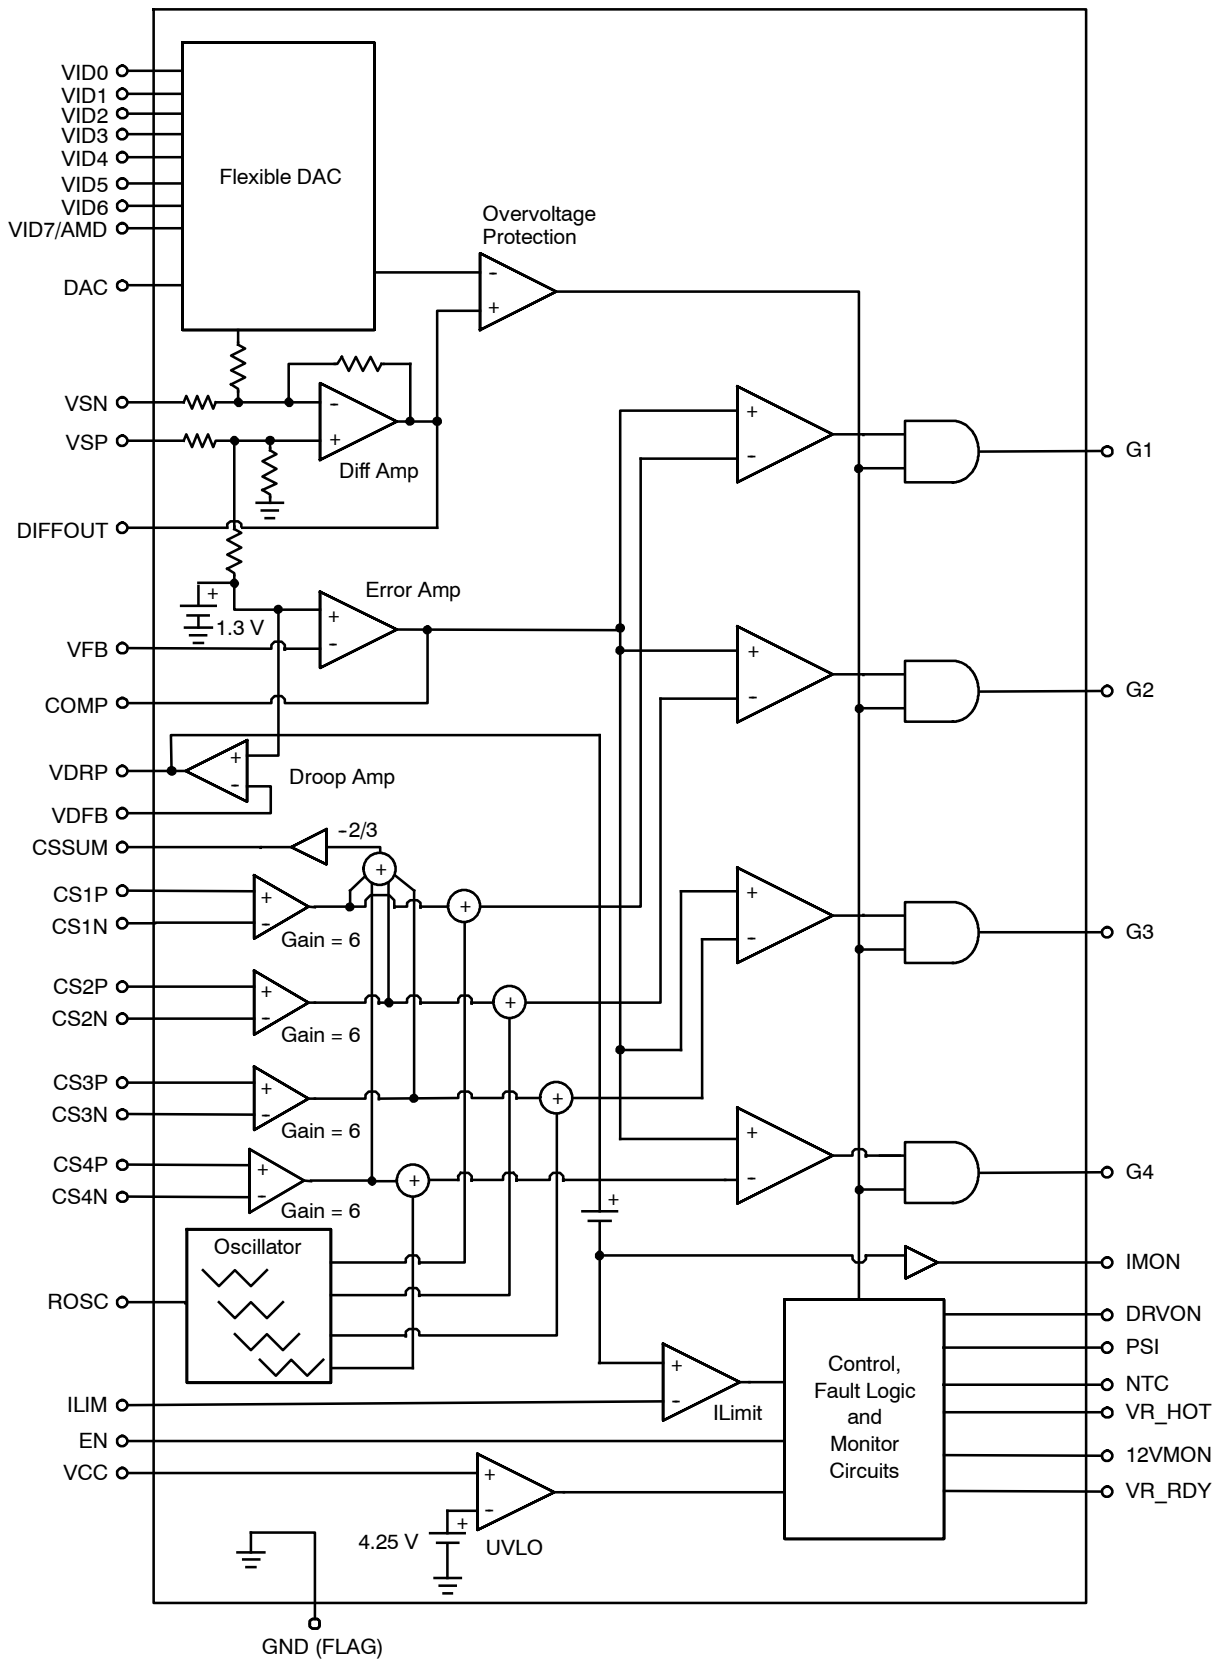 VID0
VID1
VID2
VID3
VID4
VID5
VID6
VID7/AMD
DAC
Flexible DAC
Overvoltage
Protection
-
+
VSN
VSP
-
+
Diff Amp
DIFFOUT
+
1.3 V
Error Amp
+
-
VFB
COMP
VDRP
VDFB
+
-
Droop Amp
CSSUM
-2/3
+
CS1P
CS1N
+
-
Gain = 6
+
CS2P
CS2N
+
-
Gain = 6
+
CS3P
CS3N
+
-
Gain = 6
+
CS4P
CS4N
+
-
Gain = 6
+
+
-
G1
+
-
G2
+
-
G3
+
-
G4
+
Oscillator
ROSC
IMON
ILIM
+
-
ILimit
EN
VCC
+
-
+
4.25 V
UVLO
Control,
Fault Logic
and
Monitor
Circuits
DRVON
PSI
NTC
VR_HOT
12VMON
VR_RDY
GND (FLAG)